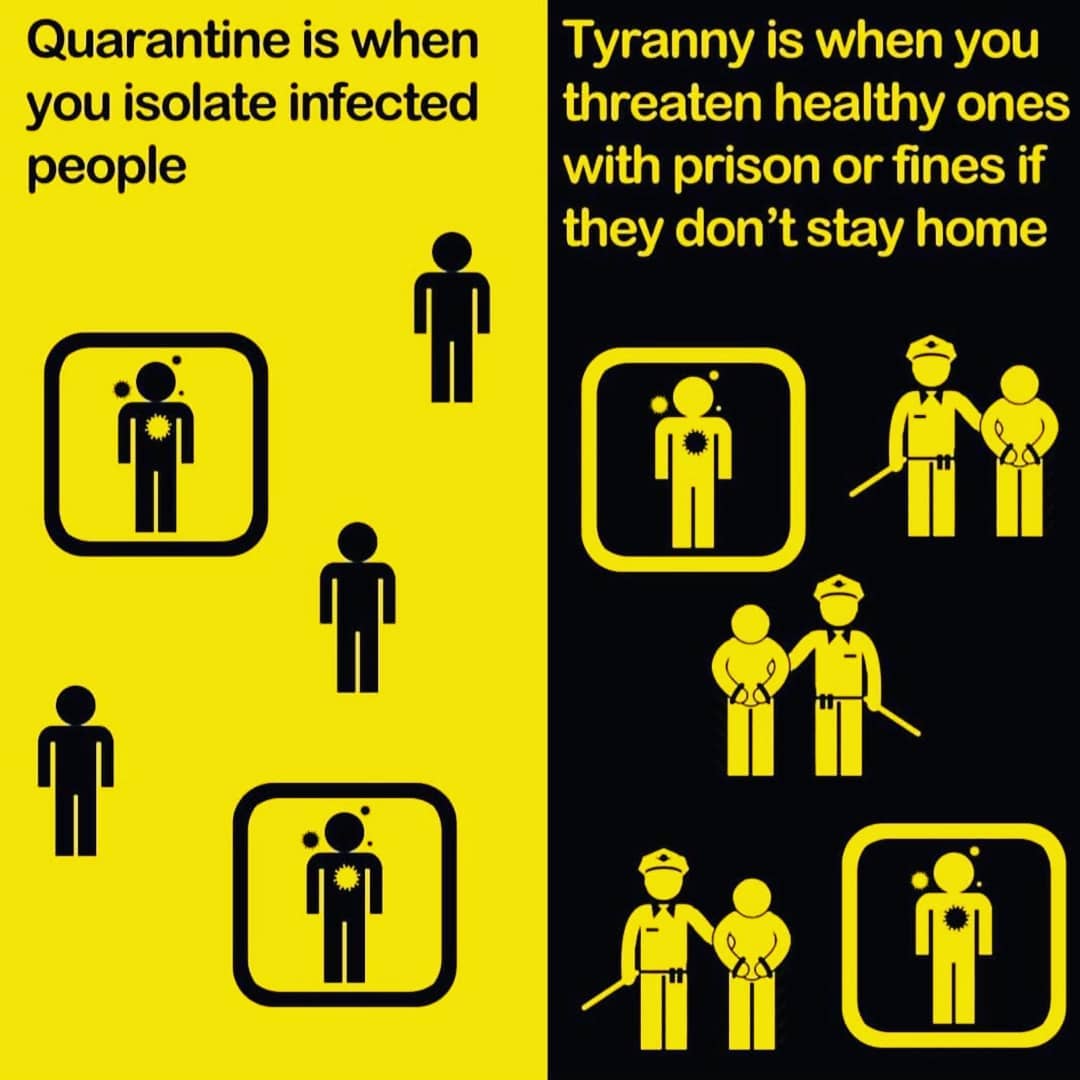 Quarantine is when
you isolate infected
people
Tyranny is when you
threaten healthy ones
with prison or fines if
they don’t stay home